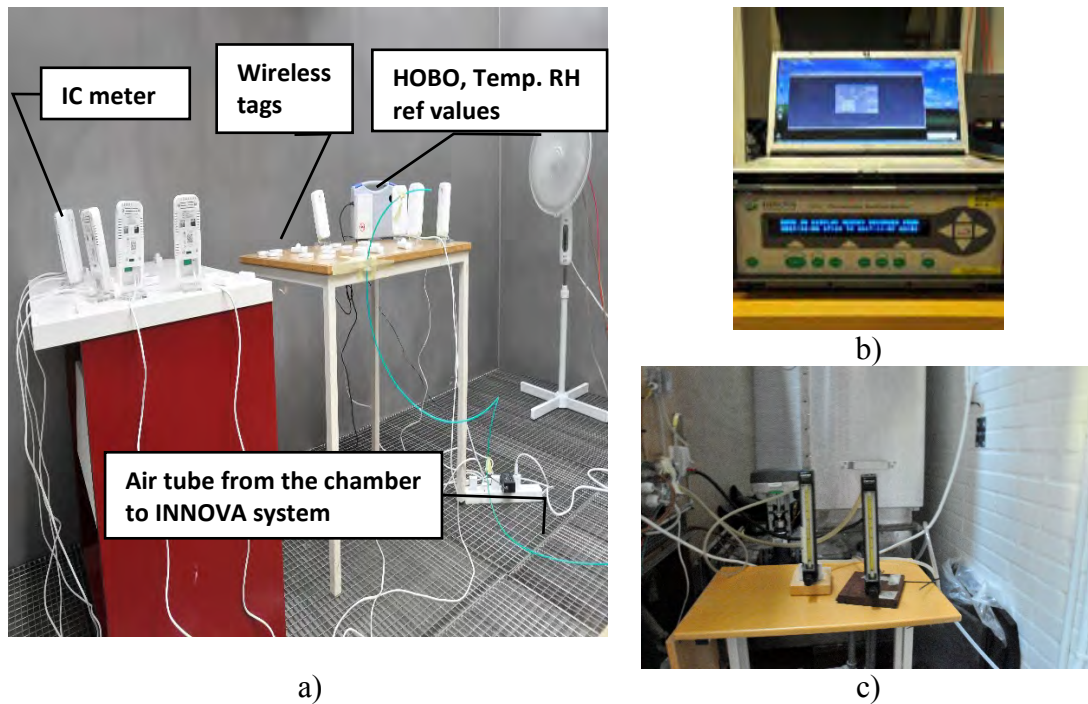 IC meter
Wireless
tags
HOBO, Temp. RH
ref values
Air tube from the chamber
to INNOVA system
a)
b)
c)